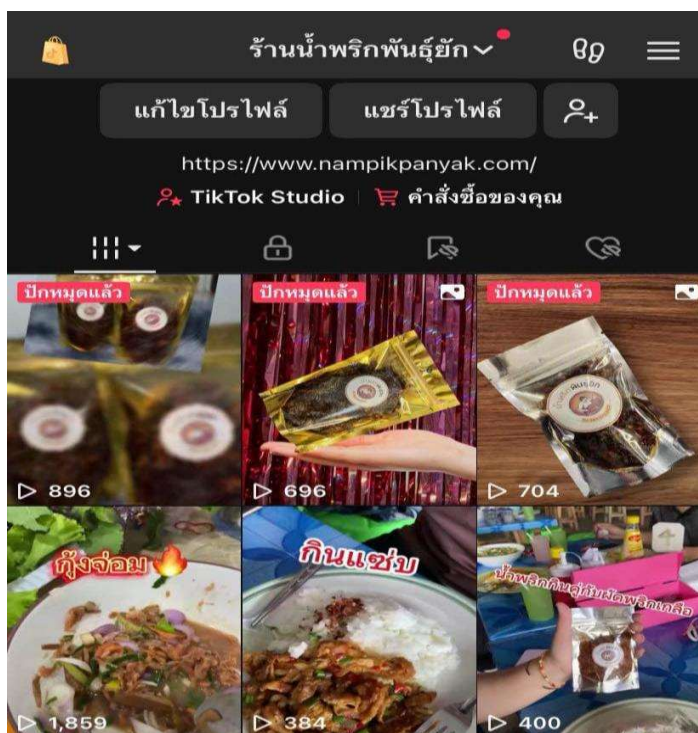 ร้านน้ำพริกพันธุ์ยัก
แก้ไขโปรไฟล์ แชร์โปรไฟล์
https://www.nampikpanyak.com/
TikTok Studio คำสั่งซื้อของคุณ
ปักหมุดแล้ว ปักหมุดแล้ว ปักหมุดแล้ว
896 696 704
กุ้งจ่อม กินแซ่บ น้ำพริกกินคู่กับผัดพริกเกลือ
1,859 384 400